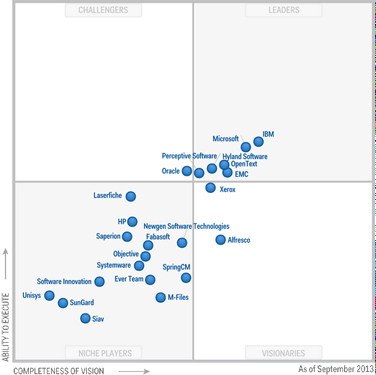 CHALLENGERS
LEADERS
Microsoft
IBM
Perceptive Software
Hyland Software
OpenText
Oracle
EMC
Xerox
Laserfiche
HP
Newgen Software Technologies
Saperion
Fabasoft
Alfresco
Objective
Systemware
SpringCM
Ever Team
Software Innovation
Unisys
SunGard
M-Files
Siav
ABILITY TO EXECUTE
NICHE PLAYERS
VISIONARIES
COMPLETENESS OF VISION
As of September 2013